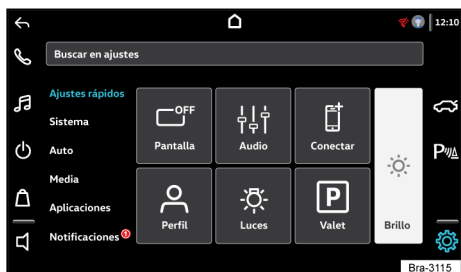 12:10
Buscar en ajustes
Ajustes rápidos
Sistema
Auto
Media
Aplicaciones
Notificaciones 1
OFF
Pantalla
Audio
Conectar
Perfil
Luces
P
Valet
Brillo
P
Bra-3115